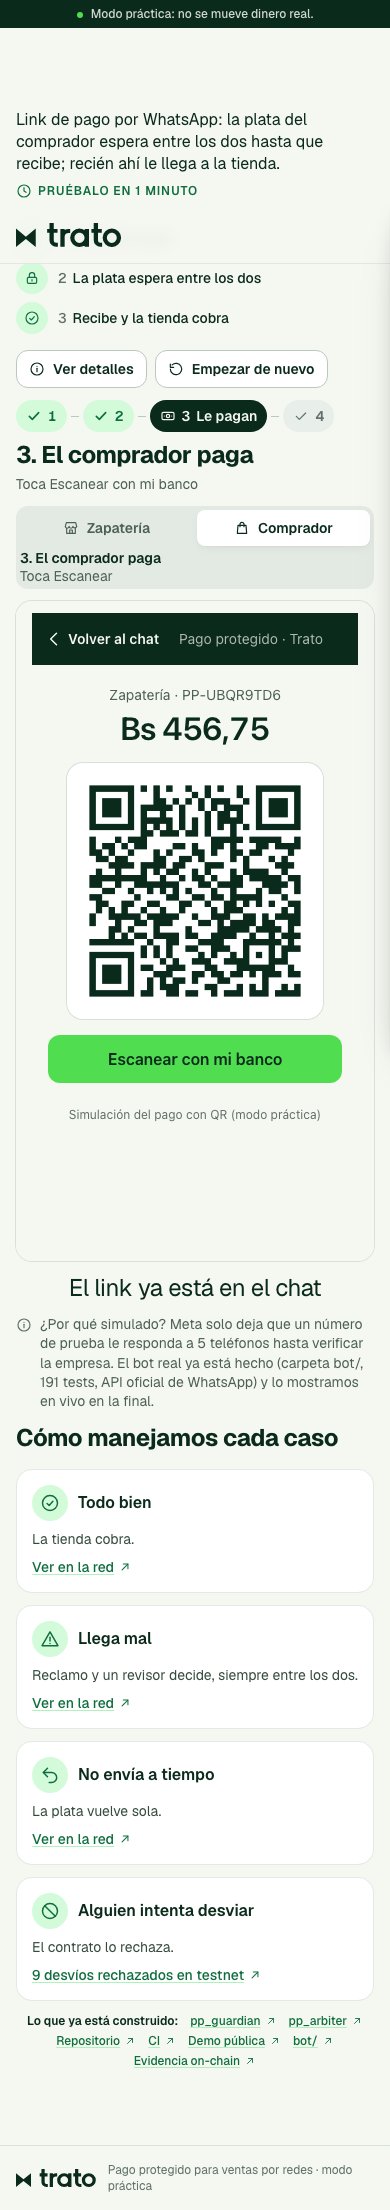 Modo práctica: no se mueve dinero real.
Link de pago por WhatsApp: la plata del
comprador espera entre los dos hasta que
recibe; recién ahí le llega a la tienda.
PRUÉBALO EN 1 MINUTO
trato
2 La plata espera entre los dos
3 Recibe y la tienda cobra
Ver detalles Empezar de nuevo
1 2 3 Le pagan 4
3. El comprador paga
Toca Escanear con mi banco
Zapatería Comprador
3. El comprador paga
Toca Escanear
Volver al chat Pago protegido · Trato
Zapatería · PP-UBQR9TD6
Bs 456,75
Escanear con mi banco
Simulación del pago con QR (modo práctica)
El link ya está en el chat
¿Por qué simulado? Meta solo deja que un número
de prueba le responda a 5 teléfonos hasta verificar
la empresa. El bot real ya está hecho (carpeta bot/,
191 tests, API oficial de WhatsApp) y lo mostramos
en vivo en la final.
Cómo manejamos cada caso
Todo bien
La tienda cobra.
Ver en la red ↗
Llega mal
Reclamo y un revisor decide, siempre entre los dos.
Ver en la red ↗
No envía a tiempo
La plata vuelve sola.
Ver en la red ↗
Alguien intenta desviar
El contrato lo rechaza.
9 desvíos rechazados en testnet ↗
Lo que ya está construido: pp_guardian ↗ pp_arbiter ↗
Repositorio ↗ CI ↗ Demo pública ↗ bot/ ↗
Evidencia on-chain ↗
trato Pago protegido para ventas por redes · modo
práctica